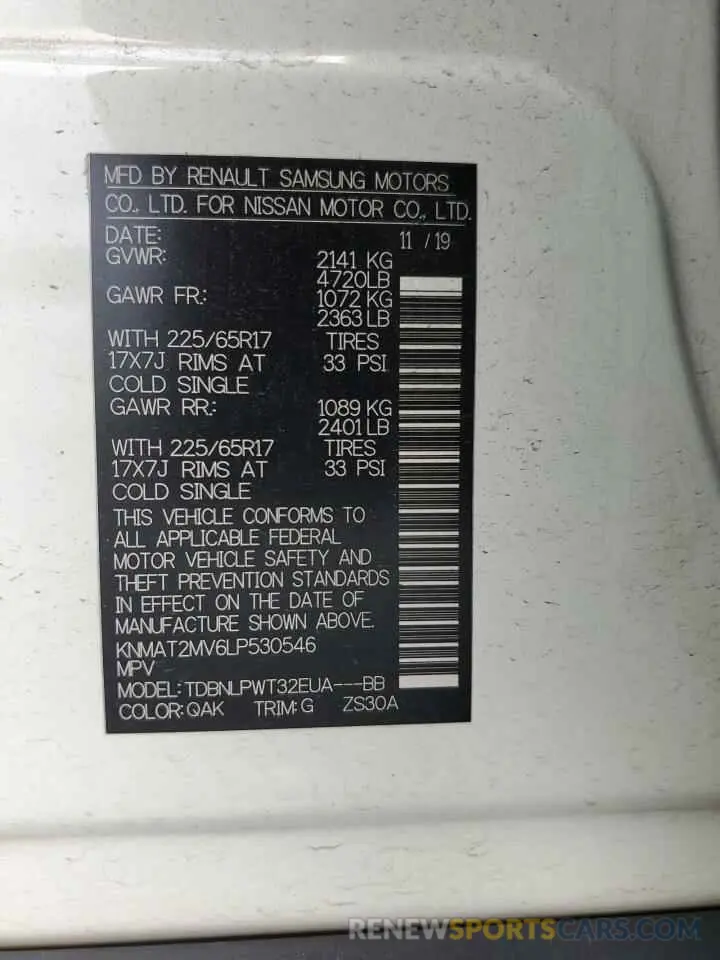 MFD BY RENAULT SAMSUNG MOTORS
CO., LTD. FOR NISSAN MOTOR CO., LTD.
DATE: 11 / 19
GVWR: 2141 KG
4720LB
GAWR FR.: 1072 KG
2363 LB
WITH 225/65R17 TIRES
17X7J RIMS AT 33 PSI
COLD SINGLE
GAWR RR.: 1089 KG
2401 LB
WITH 225/65R17 TIRES
17X7J RIMS AT 33 PSI
COLD SINGLE
THIS VEHICLE CONFORMS TO
ALL APPLICABLE FEDERAL
MOTOR VEHICLE SAFETY AND
THEFT PREVENTION STANDARDS
IN EFFECT ON THE DATE OF
MANUFACTURE SHOWN ABOVE.
KNMAT2MV6LP530546
MPV
MODEL: TDBNLPWT32EUA---BB
COLOR: QAK TRIM: G ZS30A
RENEWSPORTSCARS.COM